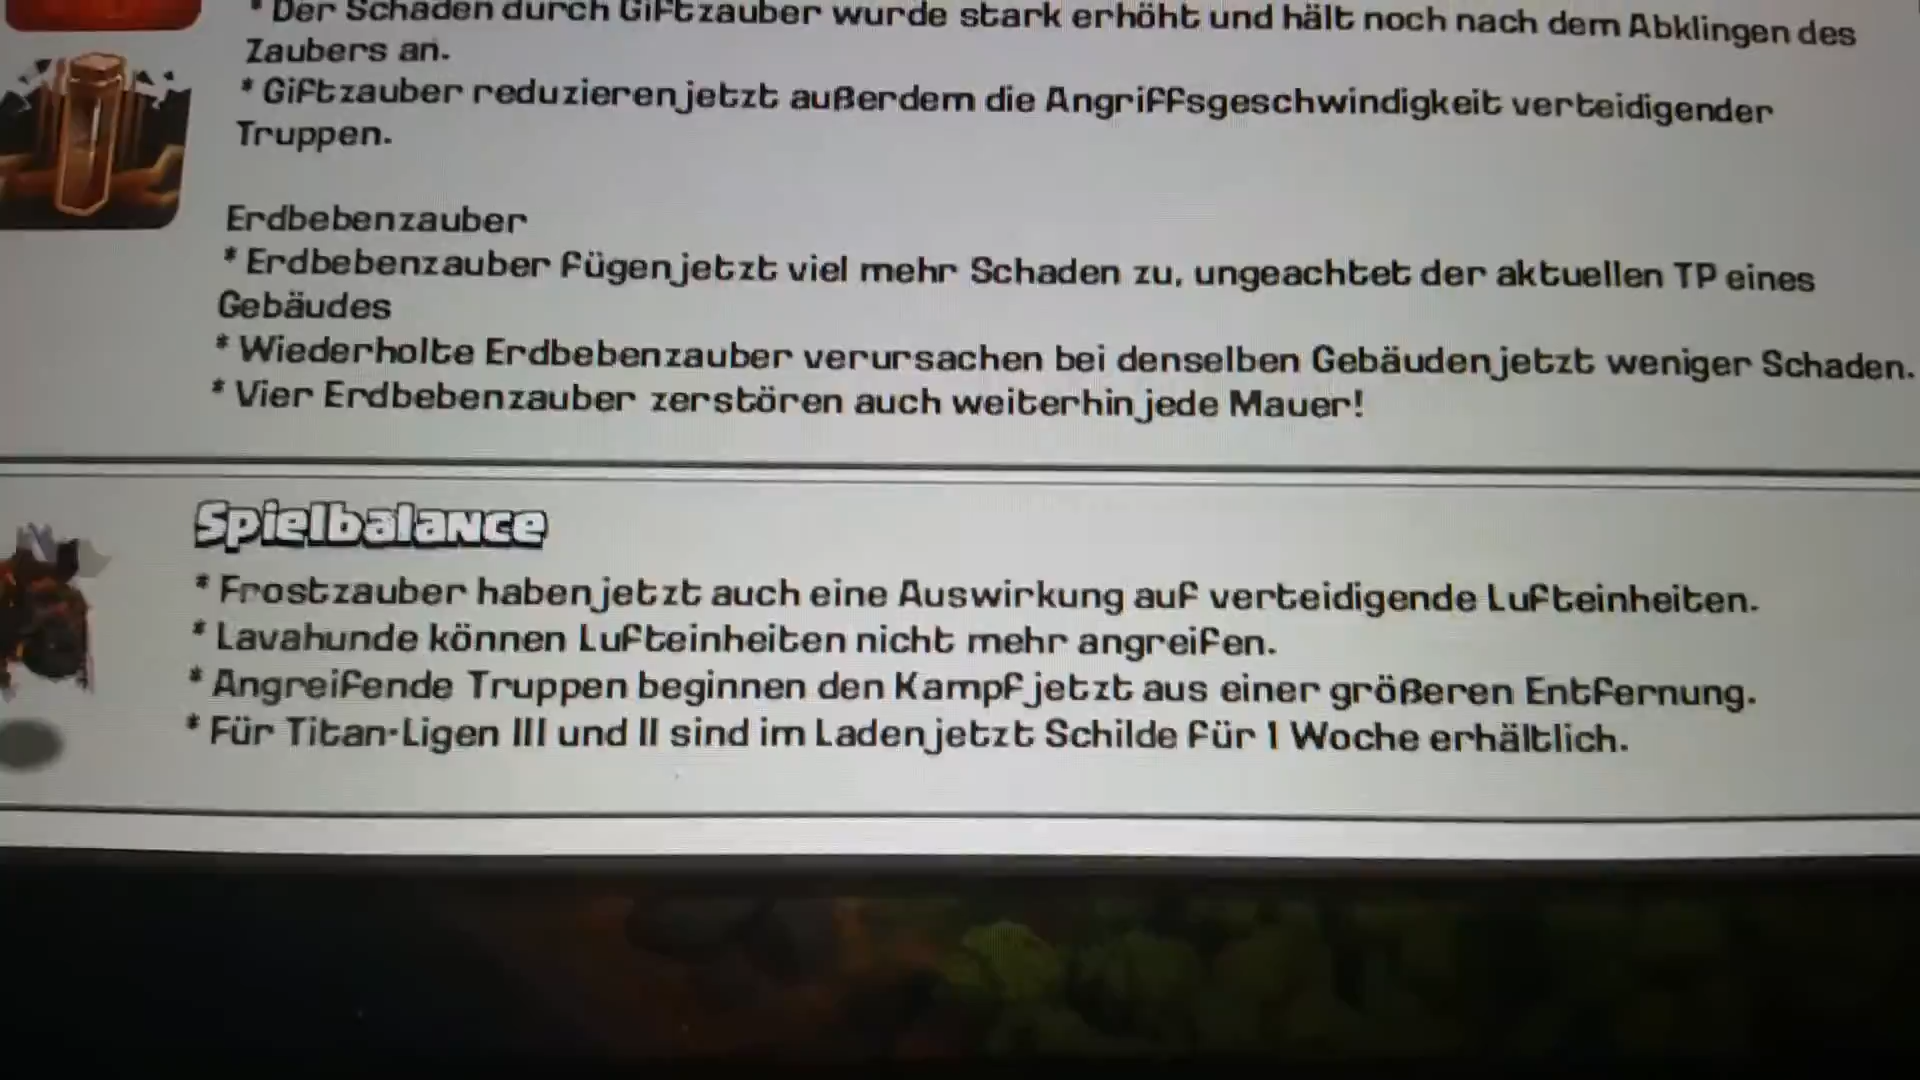 * Der Schaden durch Giftzauber wurde stark erhöht und hält noch nach dem Abklingen des
Zaubers an.
* Giftzauber reduzieren jetzt außerdem die Angriffsgeschwindigkeit verteidigender
Truppen.
Erdbebenzauber
* Erdbebenzauber fügen jetzt viel mehr Schaden zu, ungeachtet der aktuellen TP eines
Gebäudes
* Wiederholte Erdbebenzauber verursachen bei denselben Gebäuden jetzt weniger Schaden.
* Vier Erdbebenzauber zerstören auch weiterhin jede Mauer!
Spielbalance
* Frostzauber haben jetzt auch eine Auswirkung auf verteidigende Lufteinheiten.
* Lavahunde können Lufteinheiten nicht mehr angreifen.
* Angreifende Truppen beginnen den Kampf jetzt aus einer größeren Entfernung.
* Für Titan-Ligen III und II sind im Laden jetzt Schilde für 1 Woche erhältlich.